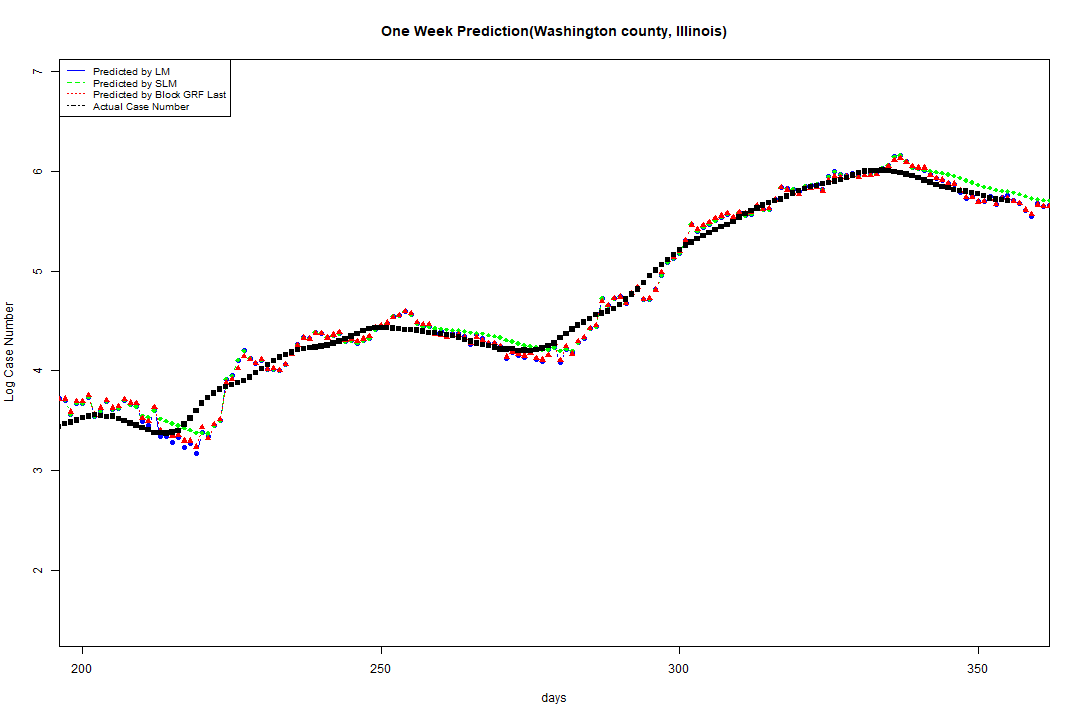 One Week Prediction(Washington county, Illinois)
Predicted by LM
Predicted by SLM
Predicted by Block GRF Last
Actual Case Number
7
6
5
4
3
2
Log Case Number
200 250 300 350
days